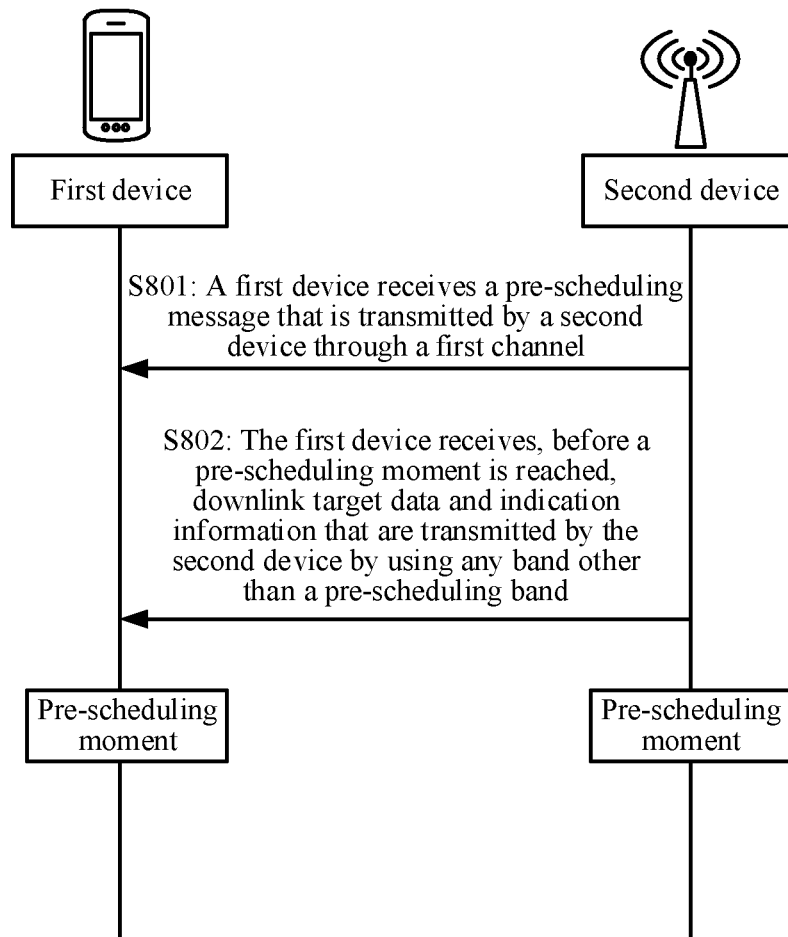 First device
Second device
S801: A first device receives a pre-scheduling
message that is transmitted by a second
device through a first channel
S802: The first device receives, before a
pre-scheduling moment is reached,
downlink target data and indication
information that are transmitted by the
second device by using any band other
than a pre-scheduling band
Pre-scheduling
moment
Pre-scheduling
moment